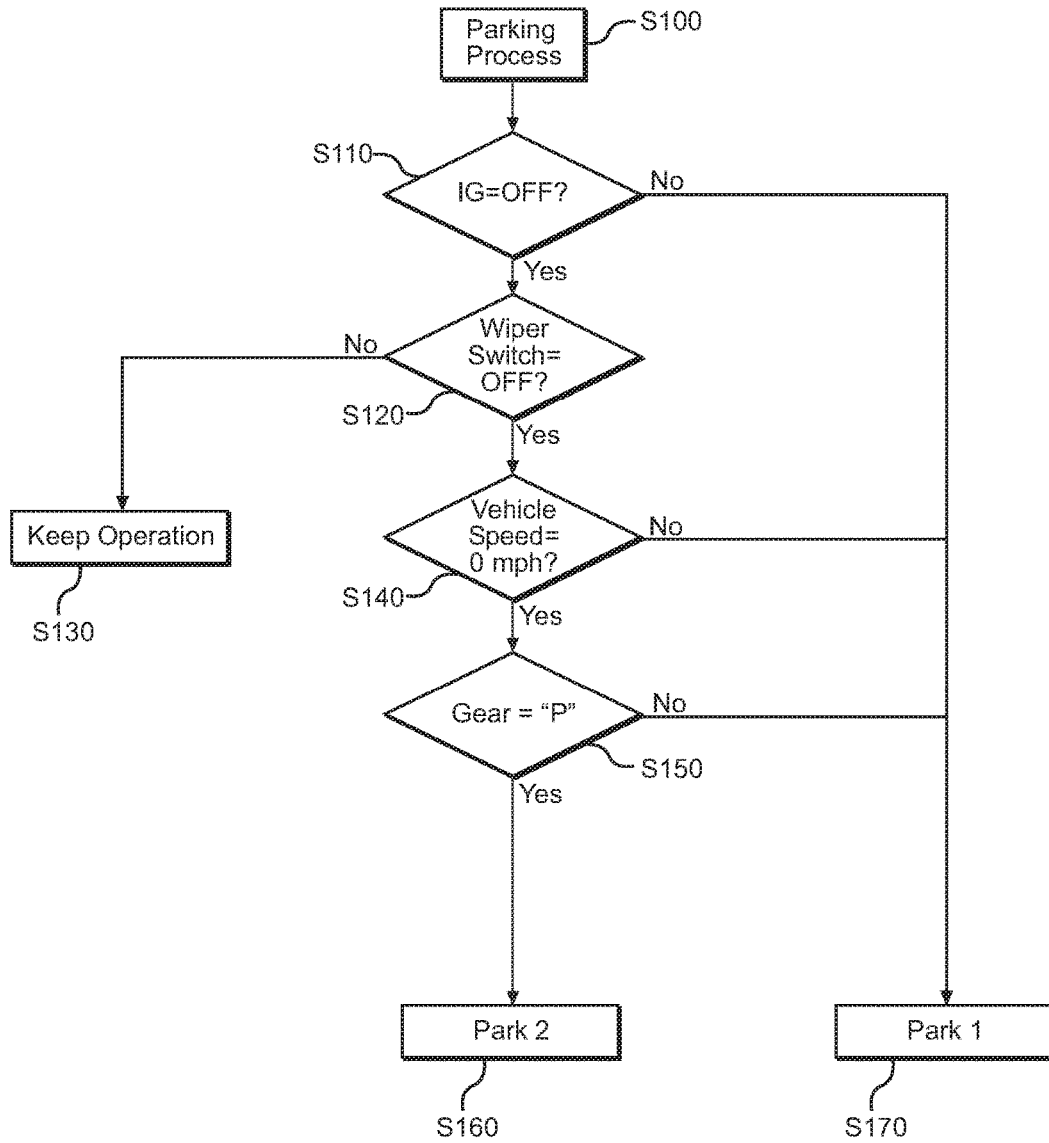 Parking
Process
S100
S110
IG=OFF?
No
Yes
Wiper
Switch=
OFF?
No
S120
Yes
Keep Operation
S130
Vehicle
Speed=
0 mph?
No
S140
Yes
Gear = “P”
No
S150
Yes
Park 2
S160
Park 1
S170